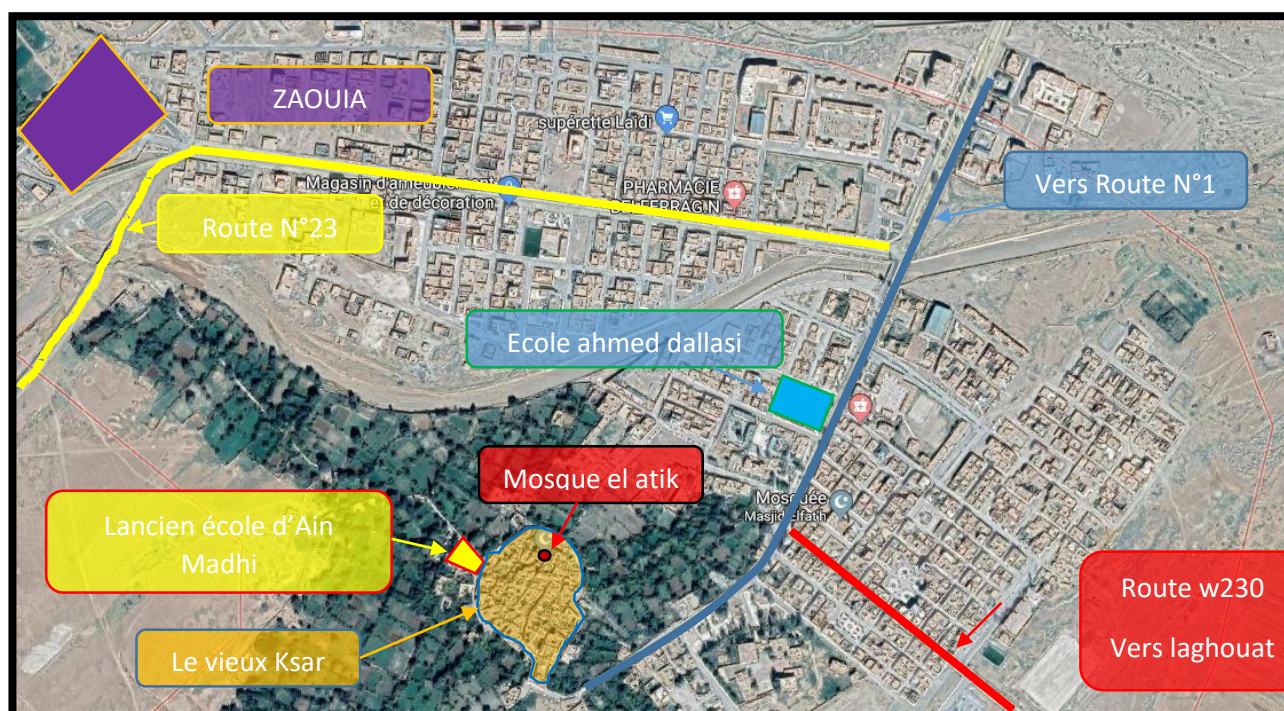 ZAOUIA
supérette Laïdi
Vers Route N°1
Magasin d'ameublement
et de décoration
PHARMACIE
Route N°23
Ecole ahmed dallasi
Mosque el atik
Mosquée
Masjid Elfath
Lancien école d'Ain
Madhi
Route w230
Vers laghouat
Le vieux Ksar